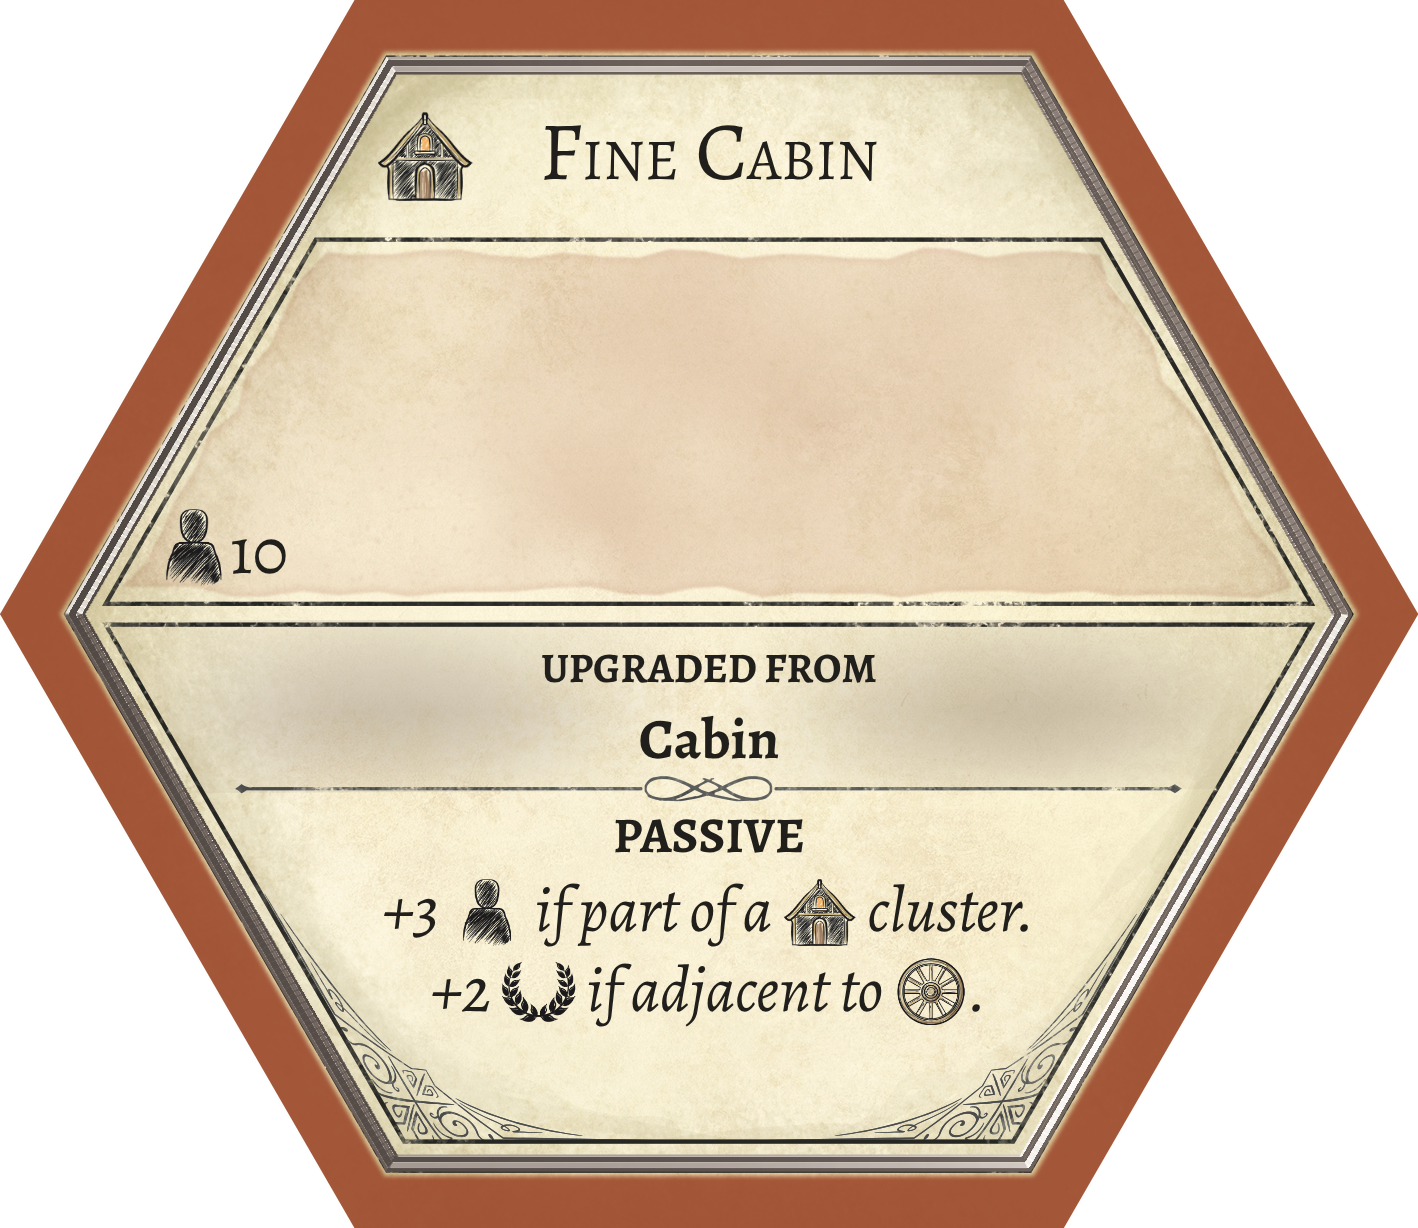 Fine Cabin
10
UPGRADED FROM
Cabin
PASSIVE
+3 if part of a cluster.
+2 if adjacent to .